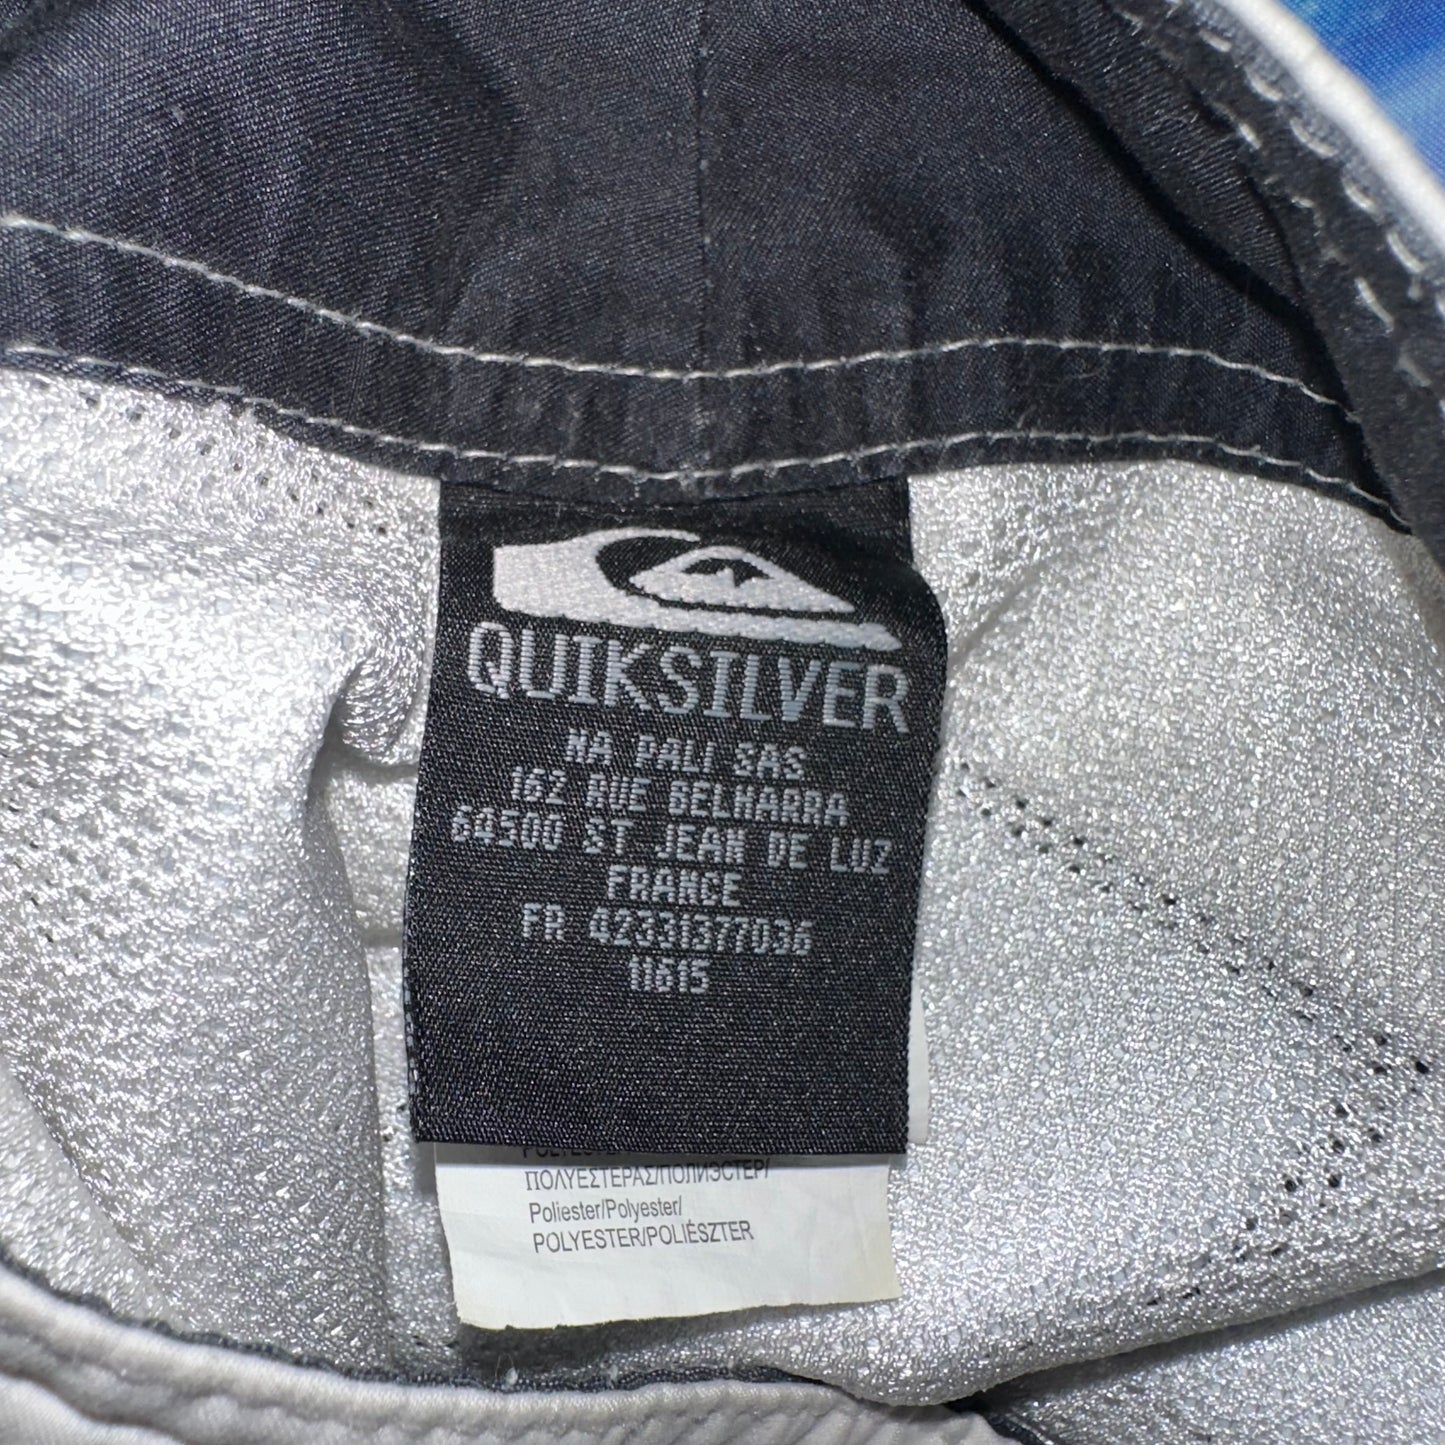 QUIKSILVER
NA PALI SAS
162 RUE BELHARRA
64500 ST JEAN DE LUZ
FRANCE
FR 42331377036
11615
ΠΟΛΥΕΣΤΕΡΑΣ/ПОЛИЭСТЕР/
Poliester/Polyester/
POLYESTER/POLIÉSZTER